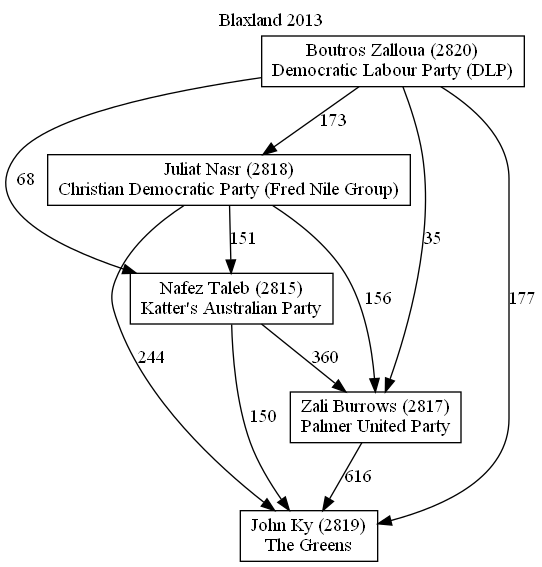 Blaxland 2013
Boutros Zalloua (2820)
Democratic Labour Party (DLP)
173
Juliat Nasr (2818)
Christian Democratic Party (Fred Nile Group)
68
151
35
Nafez Taleb (2815)
Katter's Australian Party
156
177
244
360
Zali Burrows (2817)
Palmer United Party
150
616
John Ky (2819)
The Greens